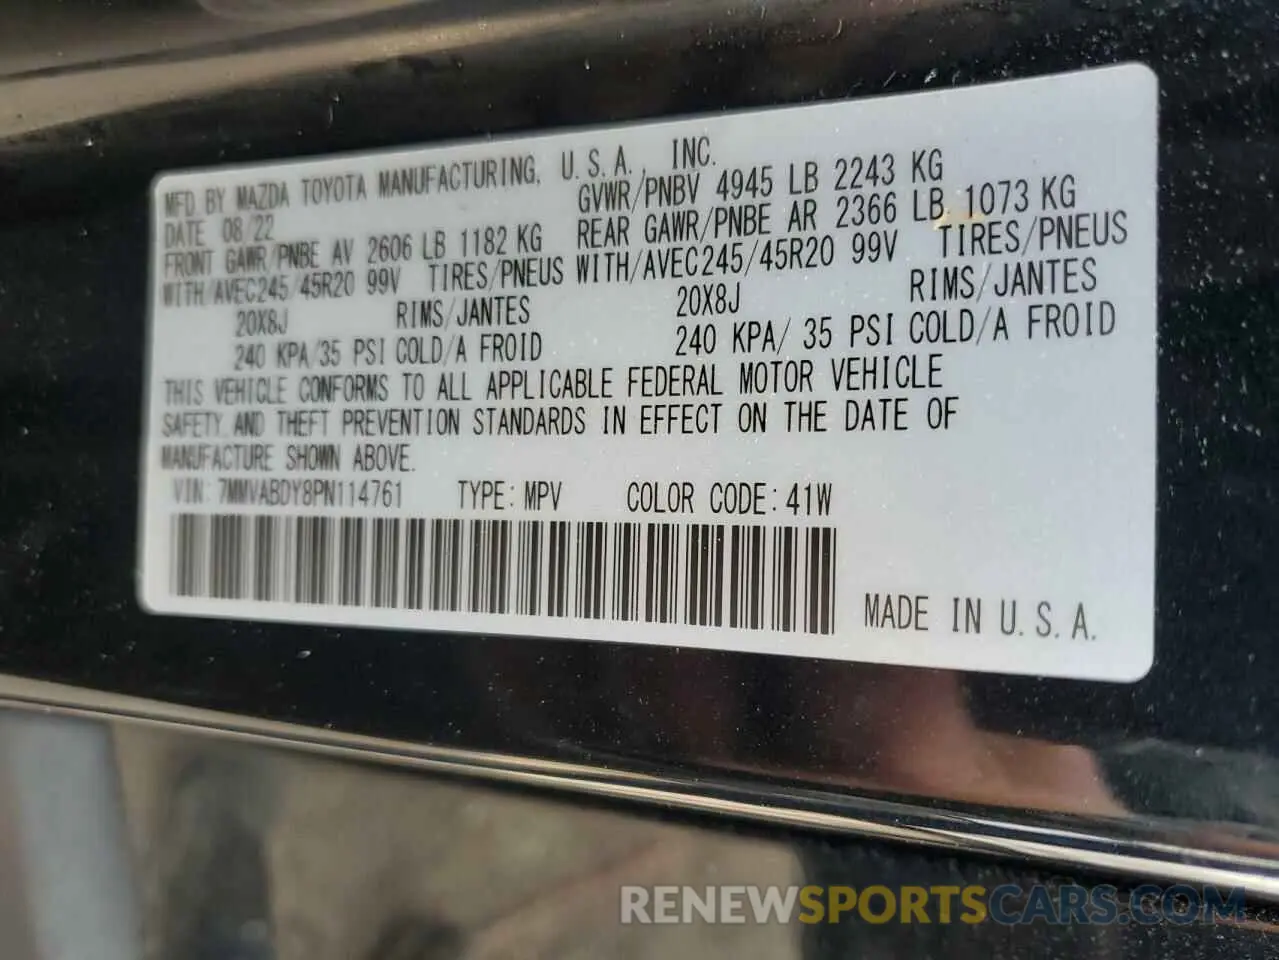 MFD BY MAZDA TOYOTA MANUFACTURING, U.S.A., INC.
DATE 08/22 GVWR/PNBV 4945 LB 2243 KG
FRONT GAWR/PNBE AV 2606 LB 1182 KG REAR GAWR/PNBE AR 2366 LB 1073 KG
WITH/AVEC245/45R20 99V TIRES/PNEUS WITH/AVEC245/45R20 99V TIRES/PNEUS
20X8J RIMS/JANTES 20X8J RIMS/JANTES
240 KPA/35 PSI COLD/A FROID 240 KPA/ 35 PSI COLD/A FROID
THIS VEHICLE CONFORMS TO ALL APPLICABLE FEDERAL MOTOR VEHICLE
SAFETY AND THEFT PREVENTION STANDARDS IN EFFECT ON THE DATE OF
MANUFACTURE SHOWN ABOVE.
VIN: 7MMVABDY8PN114761 TYPE: MPV COLOR CODE: 41W
MADE IN U.S.A.
RENEWSPORTSCARS.COM